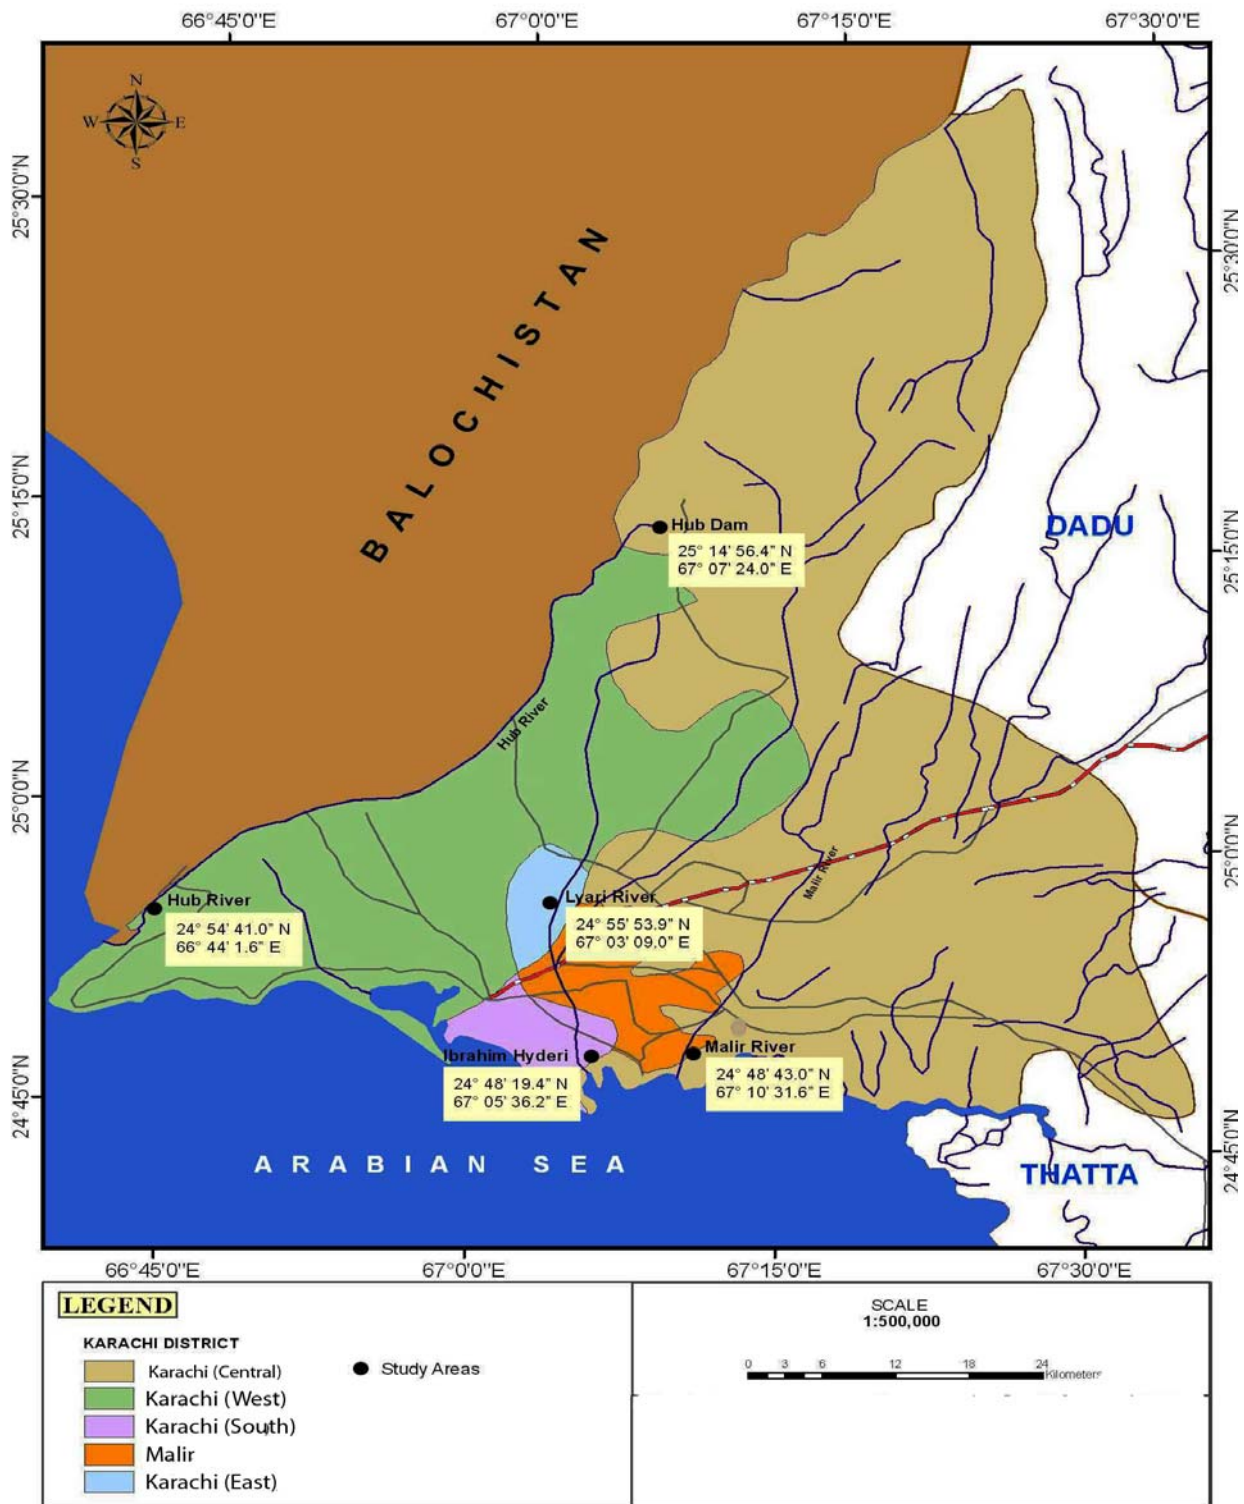 66°45'0"E 67°0'0"E 67°15'0"E 67°30'0"E
N
W E
S
25°30'0"N
25°15'0"N
25°0'0"N
24°45'0"N
25°30'0"N
25°15'0"N
25°0'0"N
24°45'0"N
BALOCHISTAN
Hub Dam
25° 14' 56.4" N
67° 07' 24.0" E
DADU
Hub River
Malir River
Hub River
24° 54' 41.0" N
66° 44' 1.6" E
Lyari River
24° 55' 53.9" N
67° 03' 09.0" E
Ibrahim Hyderi
24° 48' 19.4" N
67° 05' 36.2" E
Malir River
24° 48' 43.0" N
67° 10' 31.6" E
ARABIAN SEA
THATTA
66°45'0"E 67°0'0"E 67°15'0"E 67°30'0"E
LEGEND
KARACHI DISTRICT
Karachi (Central)
Karachi (West)
Karachi (South)
Malir
Karachi (East)
Study Areas
SCALE
1:500,000
0 3 6 12 18 24
Kilometers